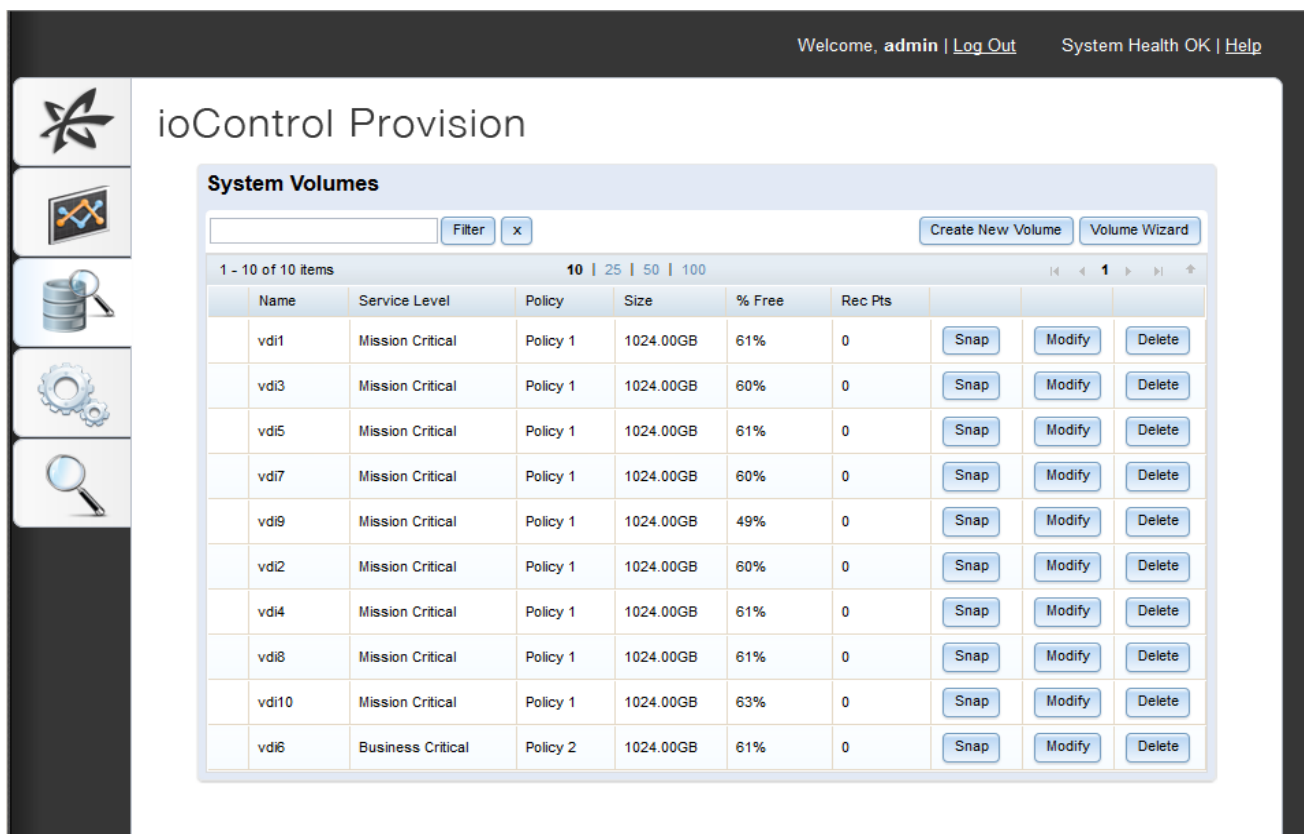 Welcome, admin | Log Out System Health OK | Help
ioControl Provision
System Volumes
Filter x Create New Volume Volume Wizard
1 - 10 of 10 items 10 | 25 | 50 | 100 1
Name Service Level Policy Size % Free Rec Pts
vdi1 Mission Critical Policy 1 1024.00GB 61% 0 Snap Modify Delete
vdi3 Mission Critical Policy 1 1024.00GB 60% 0 Snap Modify Delete
vdi5 Mission Critical Policy 1 1024.00GB 61% 0 Snap Modify Delete
vdi7 Mission Critical Policy 1 1024.00GB 60% 0 Snap Modify Delete
vdi9 Mission Critical Policy 1 1024.00GB 49% 0 Snap Modify Delete
vdi2 Mission Critical Policy 1 1024.00GB 60% 0 Snap Modify Delete
vdi4 Mission Critical Policy 1 1024.00GB 61% 0 Snap Modify Delete
vdi8 Mission Critical Policy 1 1024.00GB 61% 0 Snap Modify Delete
vdi10 Mission Critical Policy 1 1024.00GB 63% 0 Snap Modify Delete
vdi6 Business Critical Policy 2 1024.00GB 61% 0 Snap Modify Delete